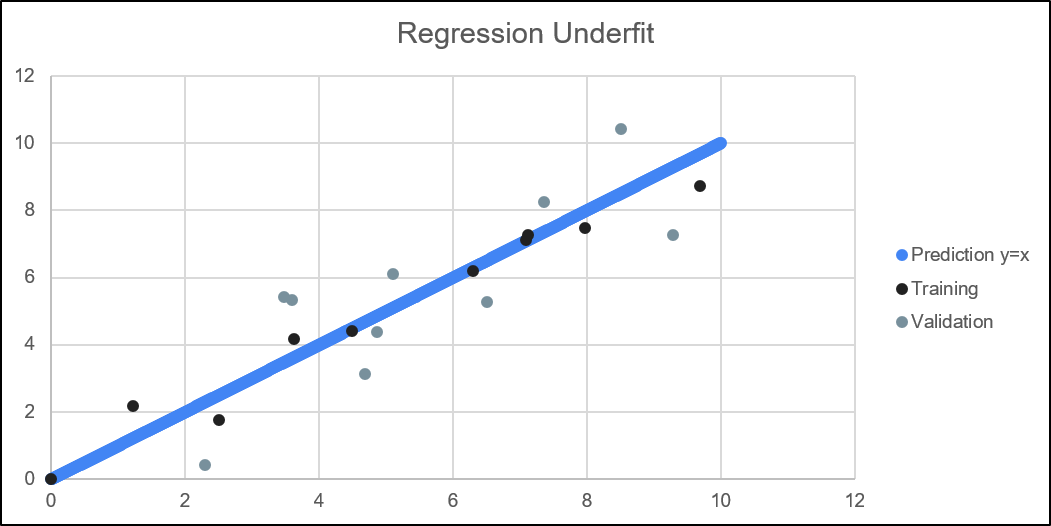 Regression Underfit
12
10
8
6
4
2
0
0 2 4 6 8 10 12
Prediction y=x
Training
Validation